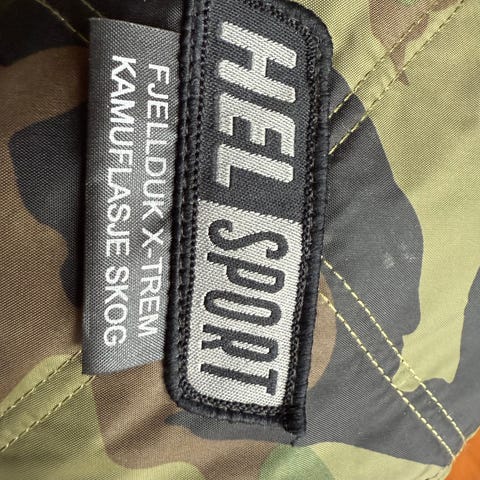 HEL SPORT
FJELLDUK X-TREM
KAMUFLASJE SKOG